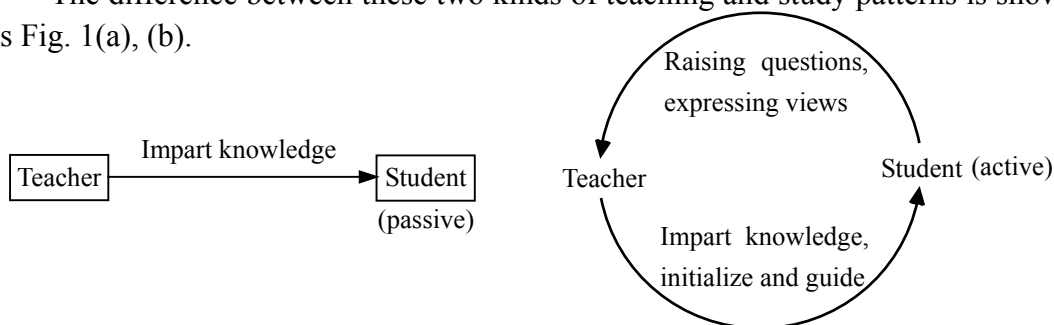 The difference between these two kinds of teaching and study patterns is show
s Fig. 1(a), (b).
Impart knowledge
Teacher
Student
(passive)
Raising questions,
expressing views
Teacher
Student (active)
Impart knowledge,
initialize and guide